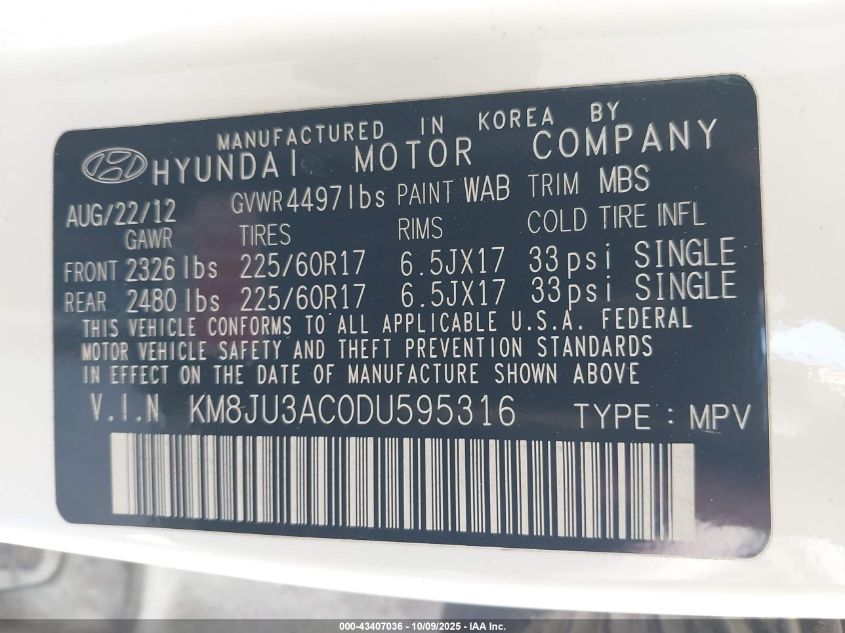 MANUFACTURED IN KOREA BY
HYUNDAI MOTOR COMPANY
AUG/22/12 GVWR 4497lbs PAINT WAB TRIM MBS
GAWR TIRES RIMS COLD TIRE INFL
FRONT 2326 lbs 225/60R17 6.5JX17 33psi SINGLE
REAR 2480 lbs 225/60R17 6.5JX17 33psi SINGLE
THIS VEHICLE CONFORMS TO ALL APPLICABLE U.S.A. FEDERAL
MOTOR VEHICLE SAFETY AND THEFT PREVENTION STANDARDS
IN EFFECT ON THE DATE OF MANUFACTURE SHOWN ABOVE
V.I.N KM8JU3AC0DU595316 TYPE : MPV
000-43407036 - 10/09/2025 - IAA Inc.